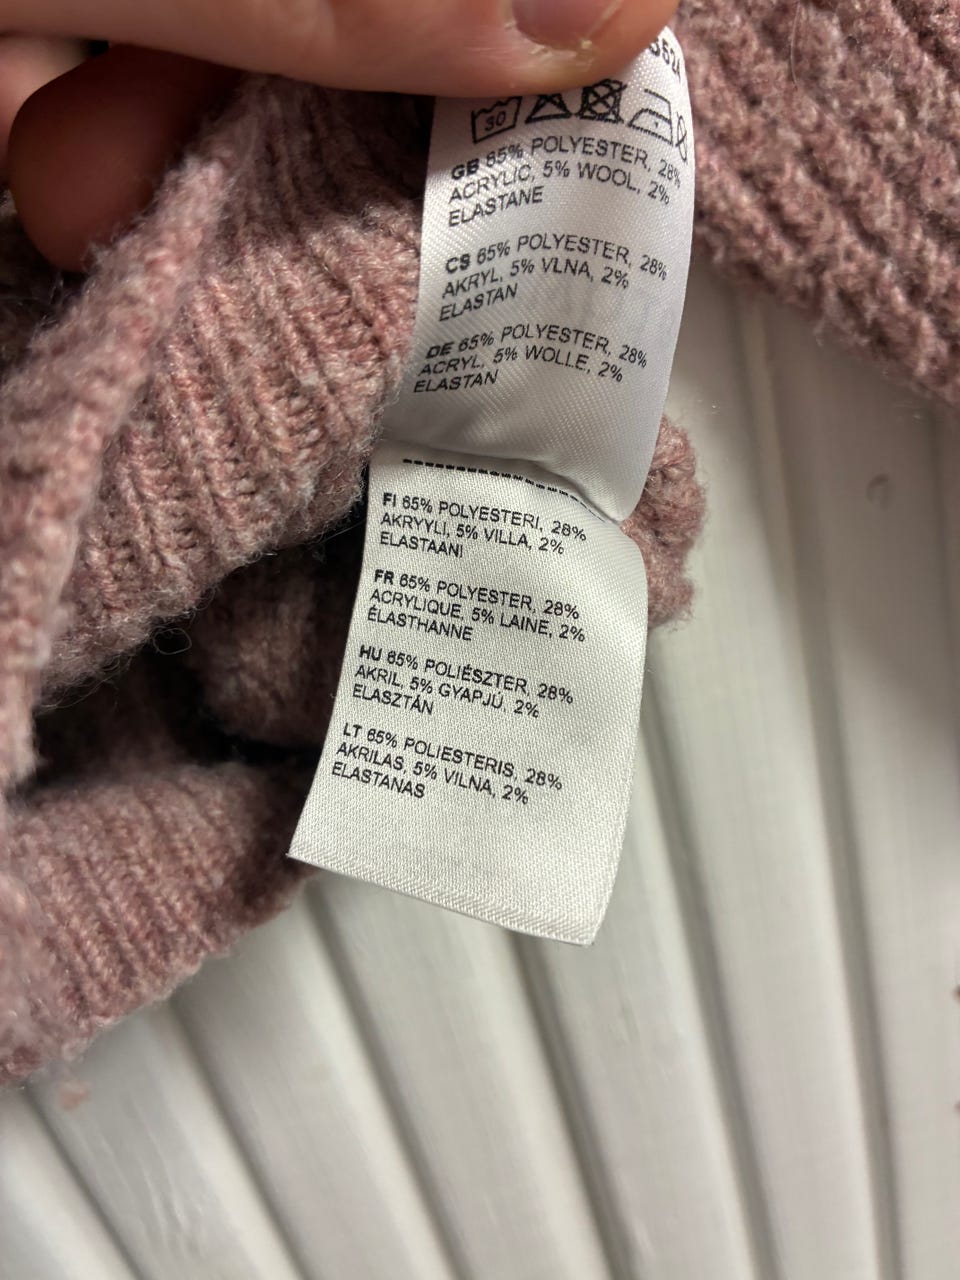 30
GB 65% POLYESTER, 28%
ACRYLIC, 5% WOOL, 2%
ELASTANE
CS 65% POLYESTER, 28%
AKRYL, 5% VLNA, 2%
ELASTAN
DE 65% POLYESTER, 28%
ACRYL, 5% WOLLE, 2%
ELASTAN
FI 65% POLYESTERI, 28%
AKRYYLI, 5% VILLA, 2%
ELASTAANI
FR 65% POLYESTER, 28%
ACRYLIQUE, 5% LAINE, 2%
ÉLASTHANNE
HU 65% POLIÉSZTER, 28%
AKRIL, 5% GYAPJÚ, 2%
ELASZTÁN
LT 65% POLIESTERIS, 28%
AKRILAS, 5% VILNA, 2%
ELASTANAS